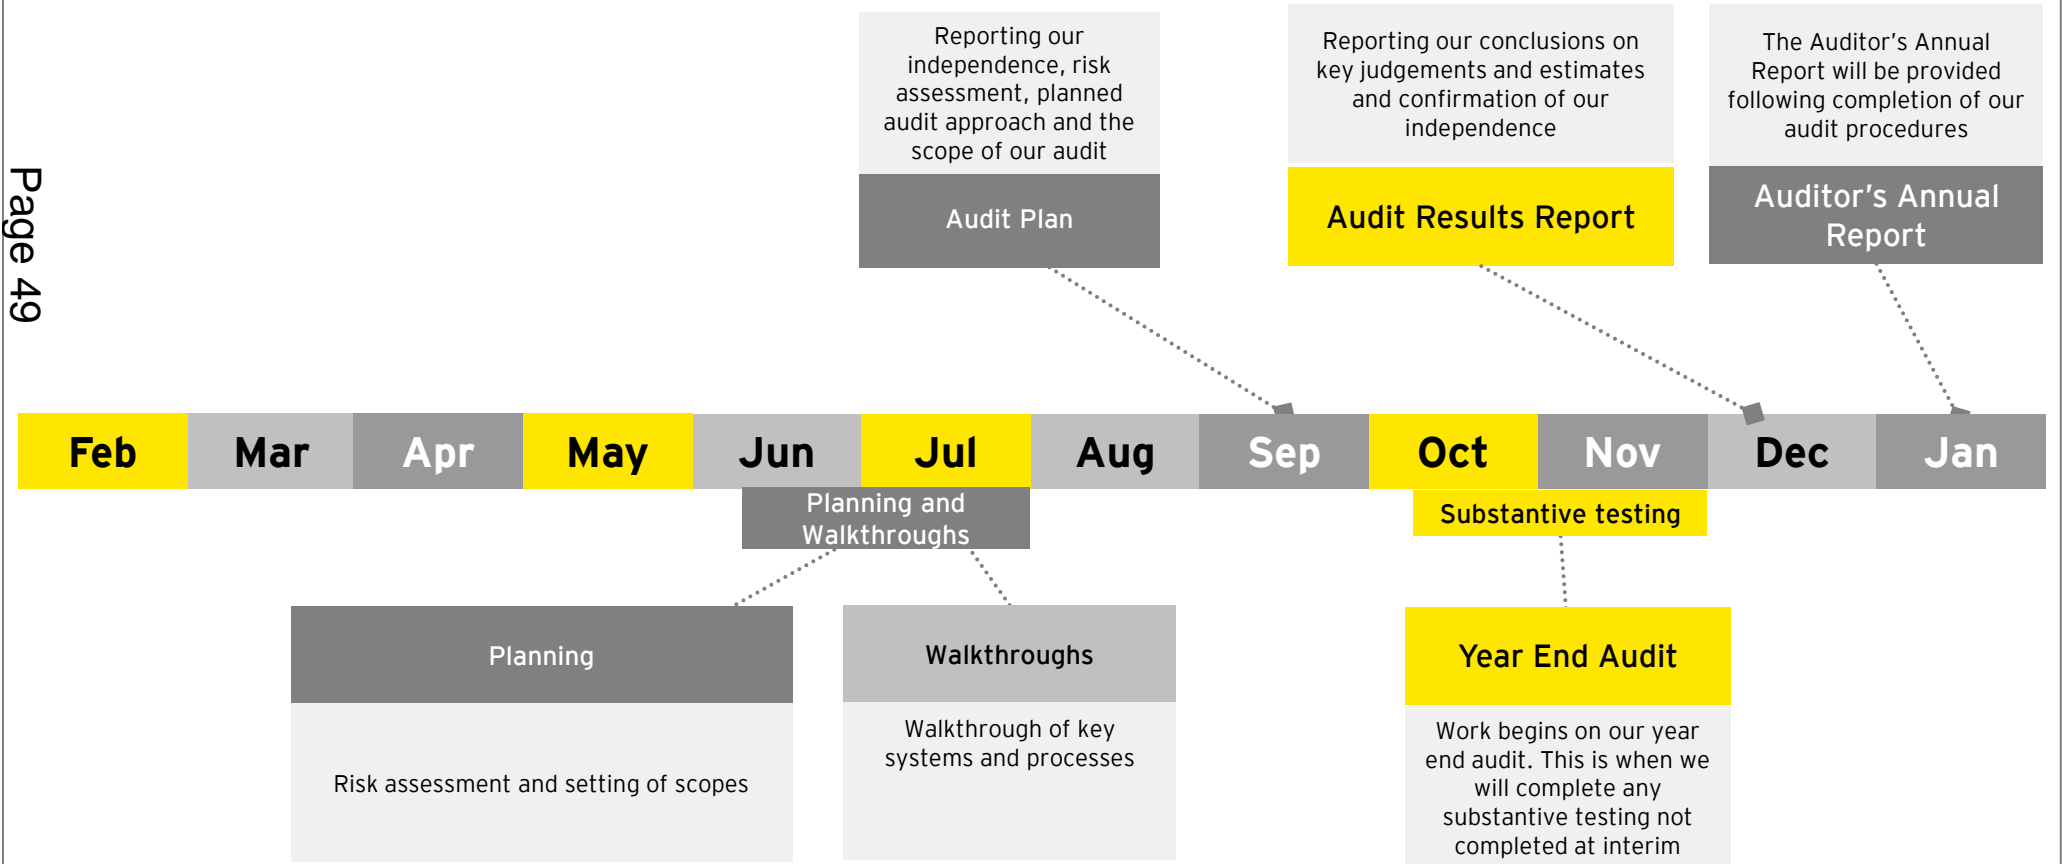 Reporting our
independence, risk
assessment, planned
audit approach and the
scope of our audit
Audit Plan
Reporting our conclusions on
key judgements and estimates
and confirmation of our
independence
Audit Results Report
The Auditor's Annual
Report will be provided
following completion of our
audit procedures
Auditor's Annual
Report
Page 49
Feb Mar Apr May Jun Jul Aug Sep Oct Nov Dec Jan
Planning and
Walkthroughs
Substantive testing
Planning
Risk assessment and setting of scopes
Walkthroughs
Walkthrough of key
systems and processes
Year End Audit
Work begins on our year
end audit. This is when we
will complete any
substantive testing not
completed at interim